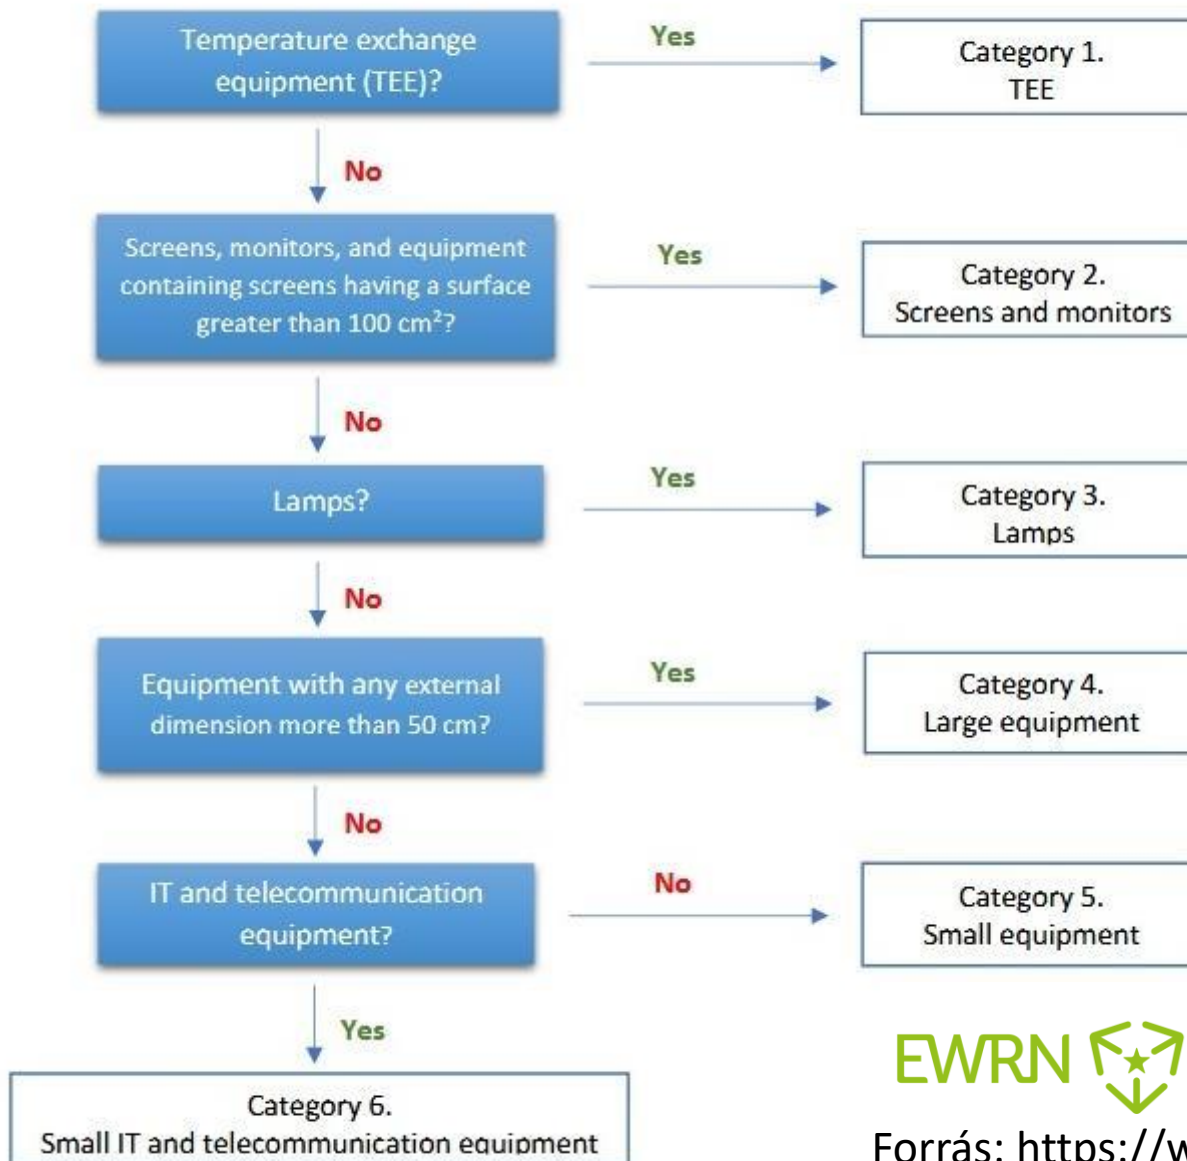 Temperature exchange
equipment (TEE)?
Yes
Category 1.
TEE
No
Screens, monitors, and equipment
containing screens having a surface
greater than 100 cm²?
Yes
Category 2.
Screens and monitors
No
Lamps?
Yes
Category 3.
Lamps
No
Equipment with any external
dimension more than 50 cm?
Yes
Category 4.
Large equipment
No
IT and telecommunication
equipment?
No
Category 5.
Small equipment
Yes
Category 6.
Small IT and telecommunication equipment
EWRN
Forrás: https://w